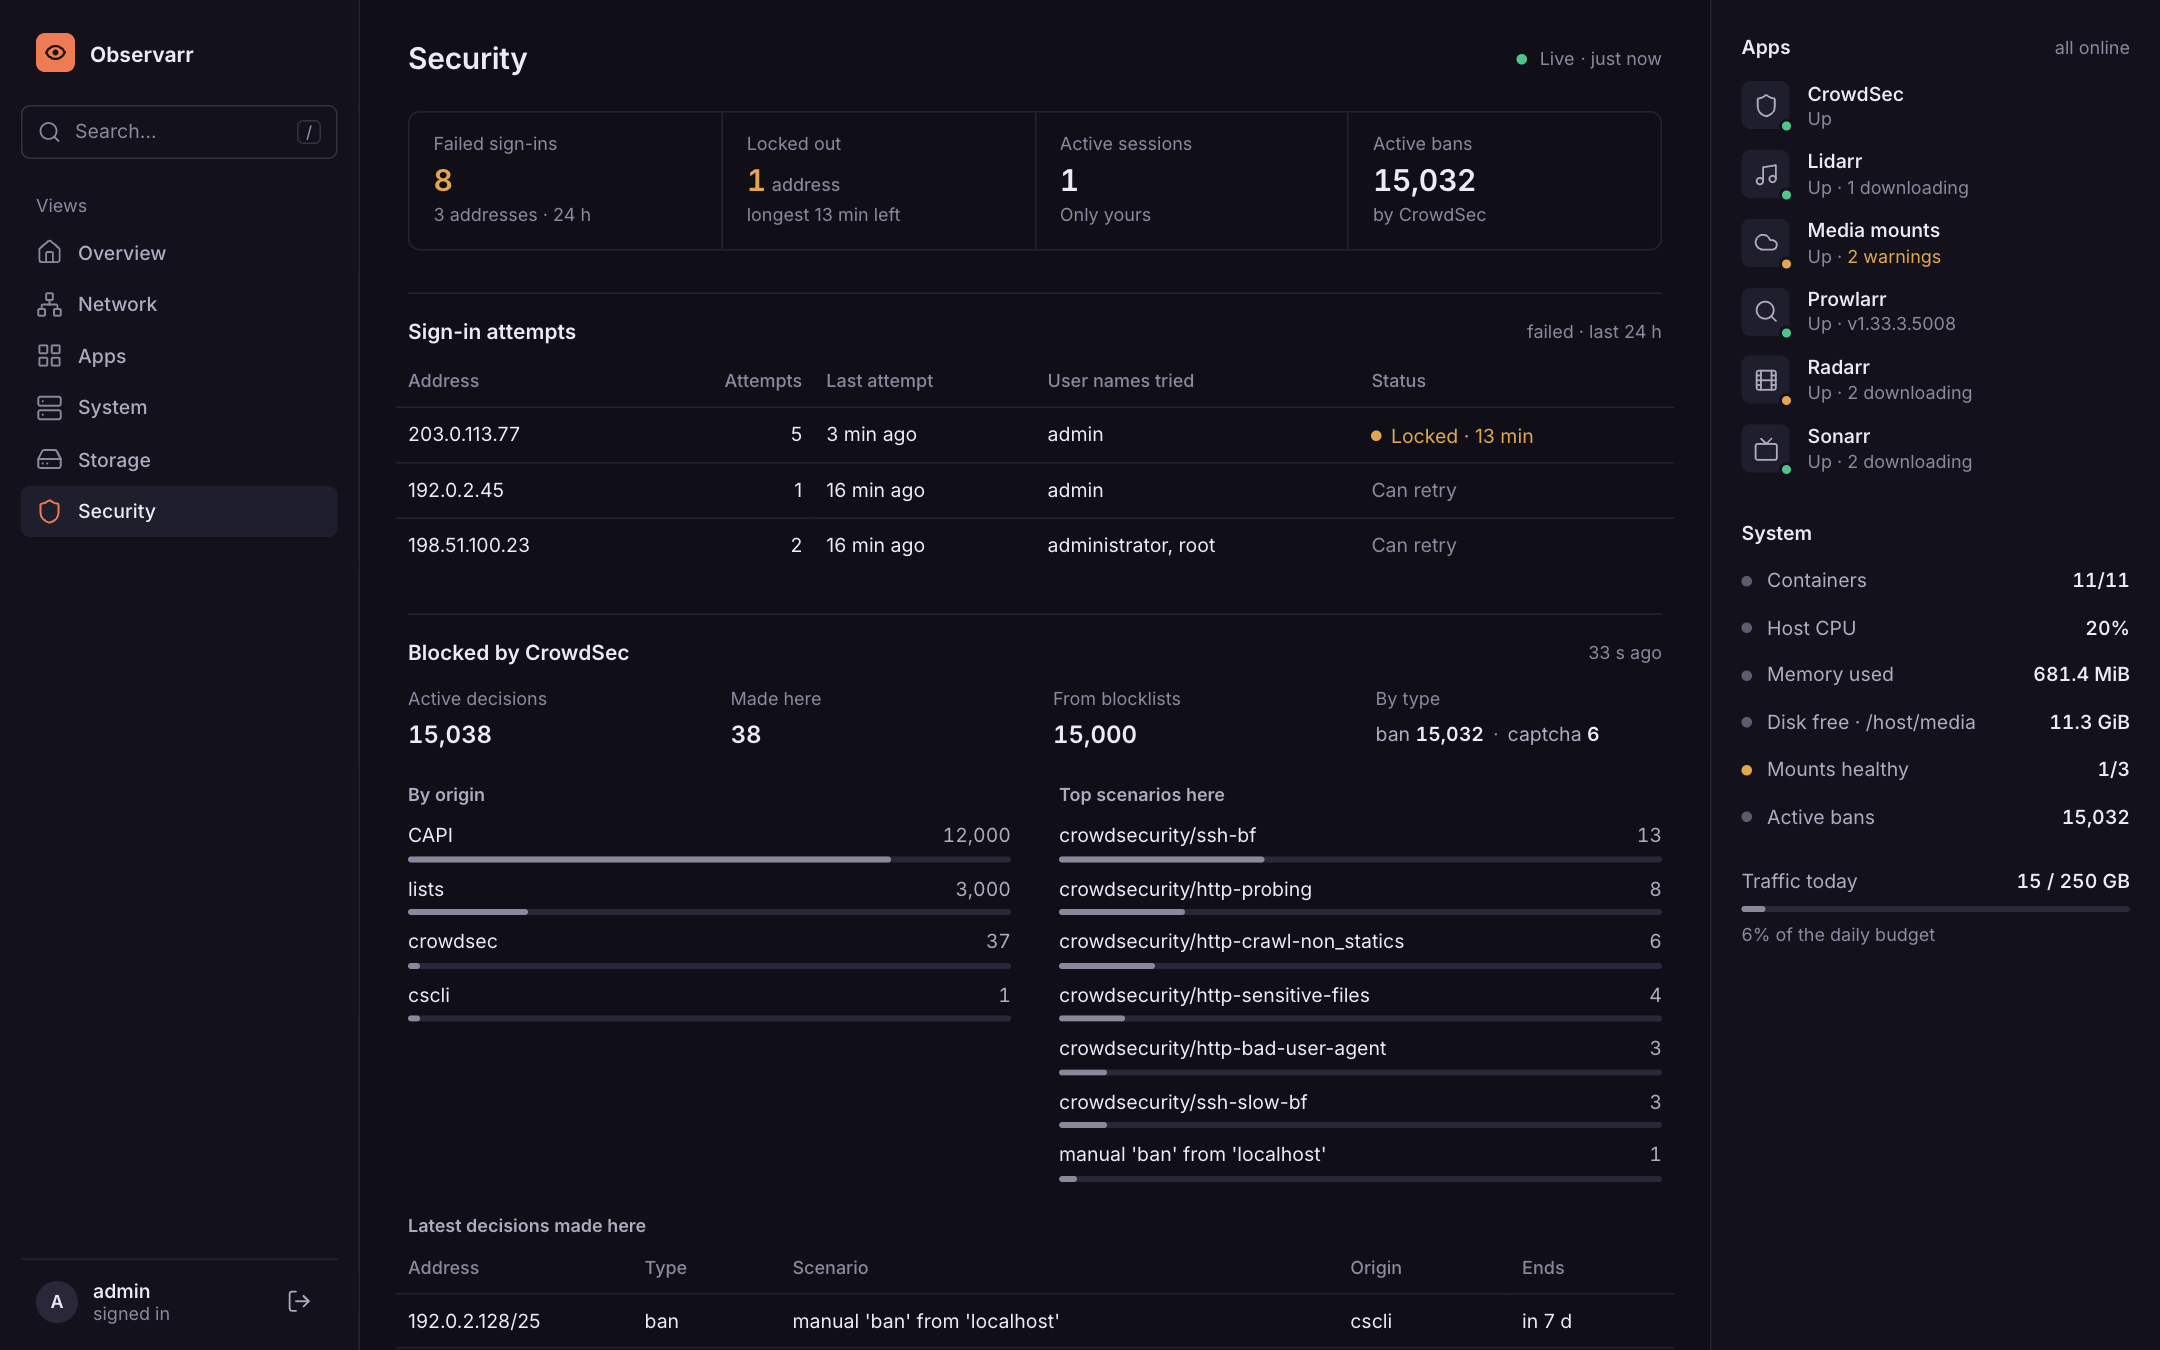 Observarr
Search...
/
Views
Overview
Network
Apps
System
Storage
Security
A
admin
signed in
Security
Live · just now
Failed sign-ins
8
3 addresses · 24 h
Locked out
1 address
longest 13 min left
Active sessions
1
Only yours
Active bans
15,032
by CrowdSec
Sign-in attempts
failed · last 24 h
Address Attempts Last attempt User names tried Status
203.0.113.77 5 3 min ago admin Locked · 13 min
192.0.2.45 1 16 min ago admin Can retry
198.51.100.23 2 16 min ago administrator, root Can retry
Blocked by CrowdSec
33 s ago
Active decisions
15,038
Made here
38
From blocklists
15,000
By type
ban 15,032 · captcha 6
By origin
CAPI 12,000
lists 3,000
crowdsec 37
cscli 1
Top scenarios here
crowdsecurity/ssh-bf 13
crowdsecurity/http-probing 8
crowdsecurity/http-crawl-non_statics 6
crowdsecurity/http-sensitive-files 4
crowdsecurity/http-bad-user-agent 3
crowdsecurity/ssh-slow-bf 3
manual 'ban' from 'localhost' 1
Latest decisions made here
Address Type Scenario Origin Ends
192.0.2.128/25 ban manual 'ban' from 'localhost' cscli in 7 d
Apps
all online
CrowdSec
Up
Lidarr
Up · 1 downloading
Media mounts
Up · 2 warnings
Prowlarr
Up · v1.33.3.5008
Radarr
Up · 2 downloading
Sonarr
Up · 2 downloading
System
Containers 11/11
Host CPU 20%
Memory used 681.4 MiB
Disk free · /host/media 11.3 GiB
Mounts healthy 1/3
Active bans 15,032
Traffic today 15 / 250 GB
6% of the daily budget